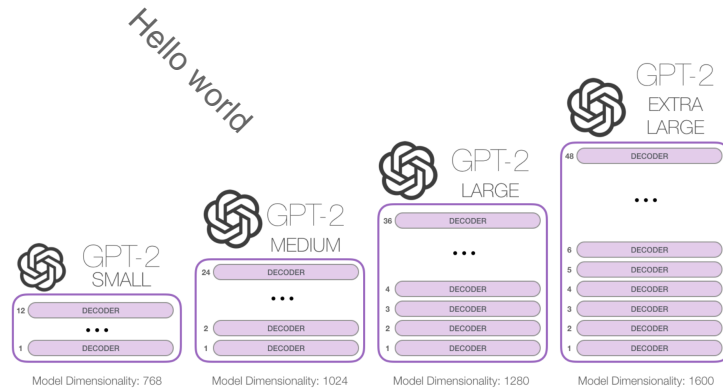 Hello world
GPT-2
SMALL
12 DECODER
...
1 DECODER
Model Dimensionality: 768
GPT-2
MEDIUM
24 DECODER
...
2 DECODER
1 DECODER
Model Dimensionality: 1024
GPT-2
LARGE
36 DECODER
...
4 DECODER
3 DECODER
2 DECODER
1 DECODER
Model Dimensionality: 1280
GPT-2
EXTRA
LARGE
48 DECODER
...
6 DECODER
5 DECODER
4 DECODER
3 DECODER
2 DECODER
1 DECODER
Model Dimensionality: 1600